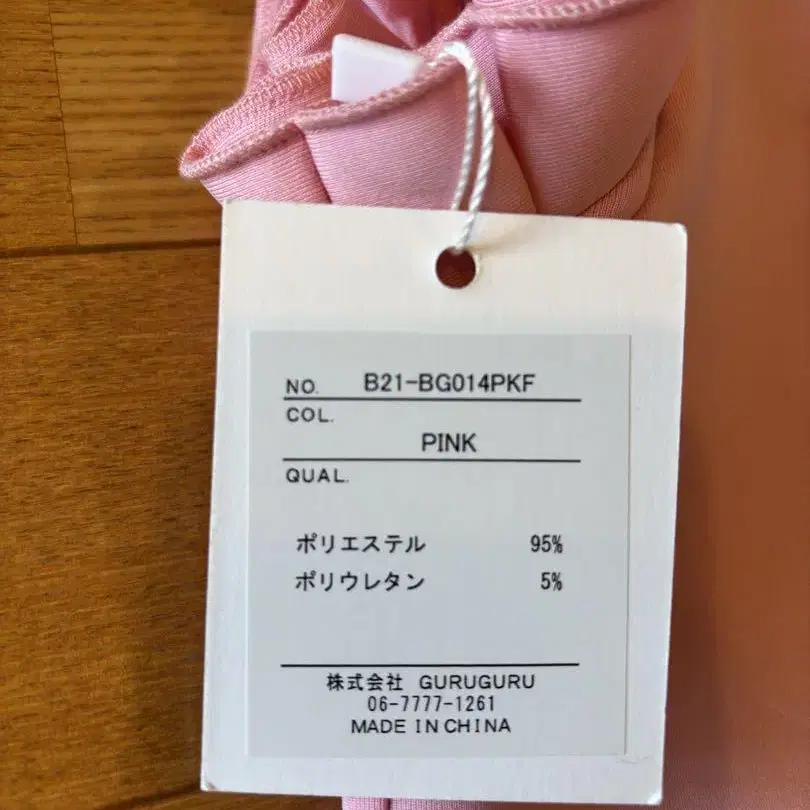 NO. B21-BG014PKF
COL.
PINK
QUAL.
ポリエステル 95%
ポリウレタン 5%
株式会社 GURUGURU
06-7777-1261
MADE IN CHINA